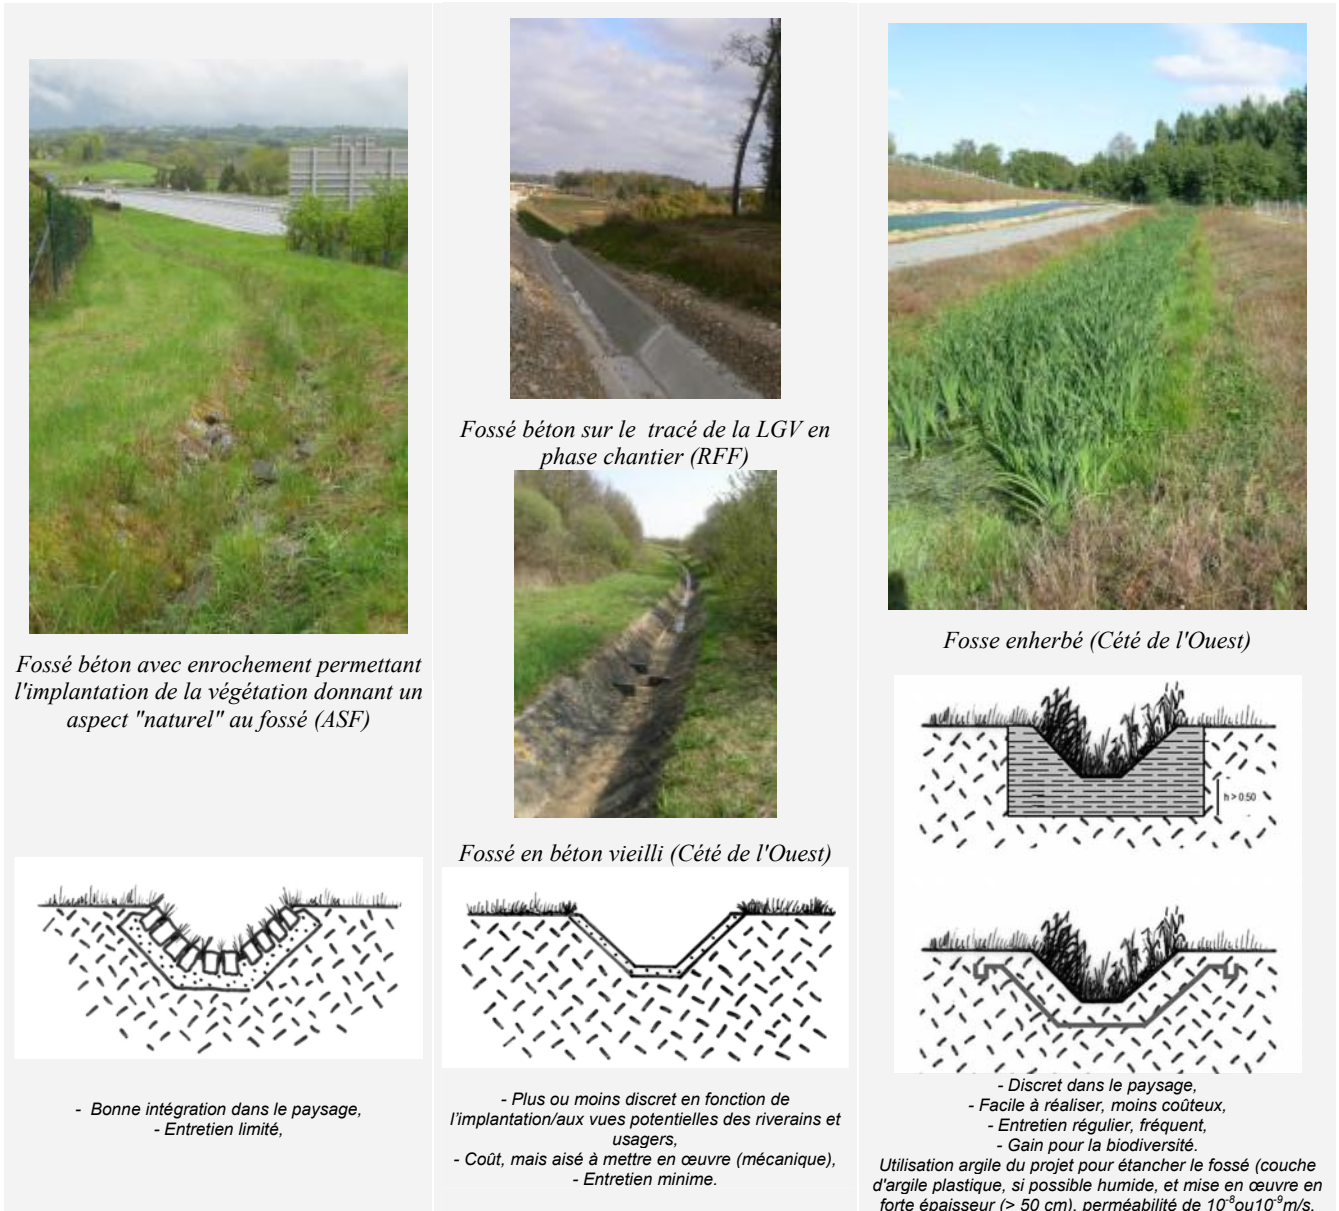 Fossé béton avec enrochement permettant
l'implantation de la végétation donnant un
aspect "naturel" au fossé (ASF)
- Bonne intégration dans le paysage,
- Entretien limité,
Fossé béton sur le tracé de la LGV en
phase chantier (RFF)
Fossé en béton vieilli (Cété de l'Ouest)
- Plus ou moins discret en fonction de
l'implantation/aux vues potentielles des riverains et
usagers,
- Coût, mais aisé à mettre en œuvre (mécanique),
- Entretien minime.
Fosse enherbé (Cété de l'Ouest)
h > 0.50
- Discret dans le paysage,
- Facile à réaliser, moins coûteux,
- Entretien régulier, fréquent,
- Gain pour la biodiversité.
Utilisation argile du projet pour étancher le fossé (couche
d'argile plastique, si possible humide, et mise en œuvre en
forte épaisseur (> 50 cm), perméabilité de 10⁻⁸ou10⁻⁹m/s.